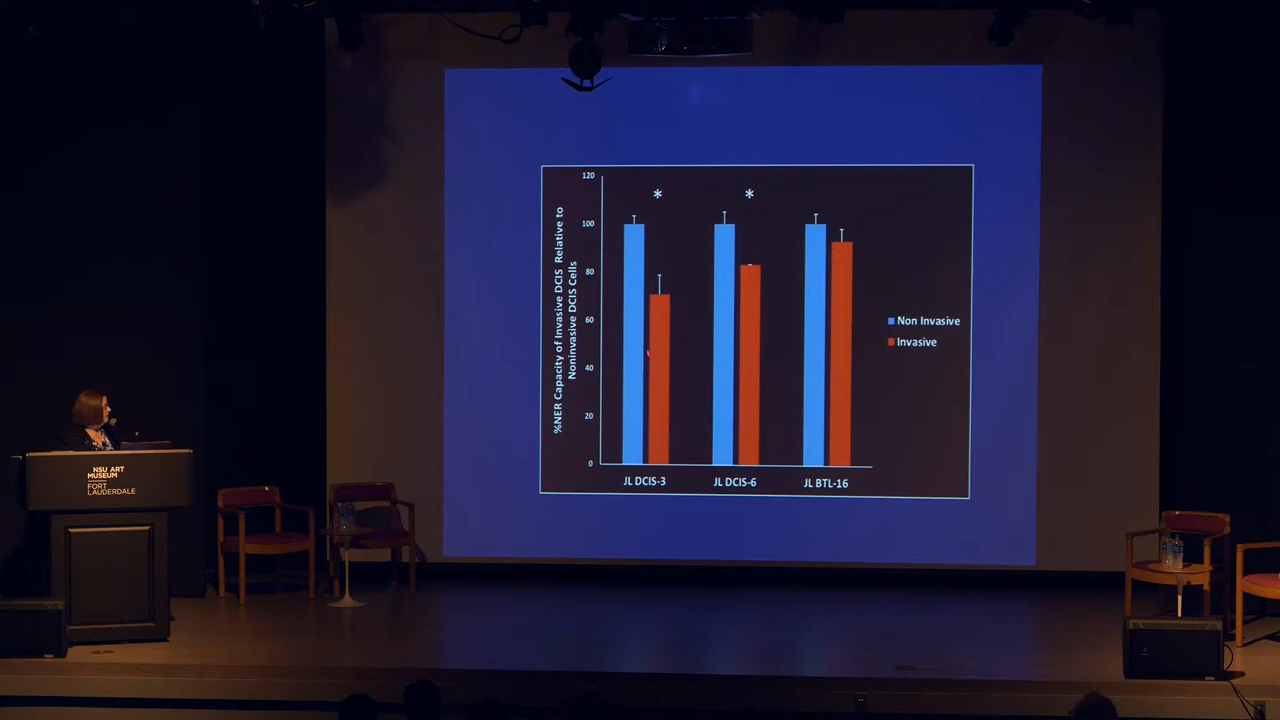 120
100
80
60
40
20
0
%NER Capacity of Invasive DCIS Relative to
Noninvasive DCIS Cells
*
*
JL DCIS-3
JL DCIS-6
JL BTL-16
Non Invasive
Invasive
NSU ART
MUSEUM
FORT
LAUDERDALE